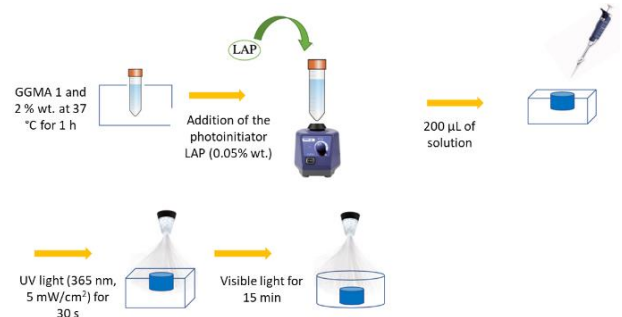 LAP
GGMA 1 and
2 % wt. at 37
°C for 1 h
Addition of the
photoinitiator
LAP (0.05% wt.)
200 µL of
solution
UV light (365 nm,
5 mW/cm²) for
30 s
Visible light for
15 min